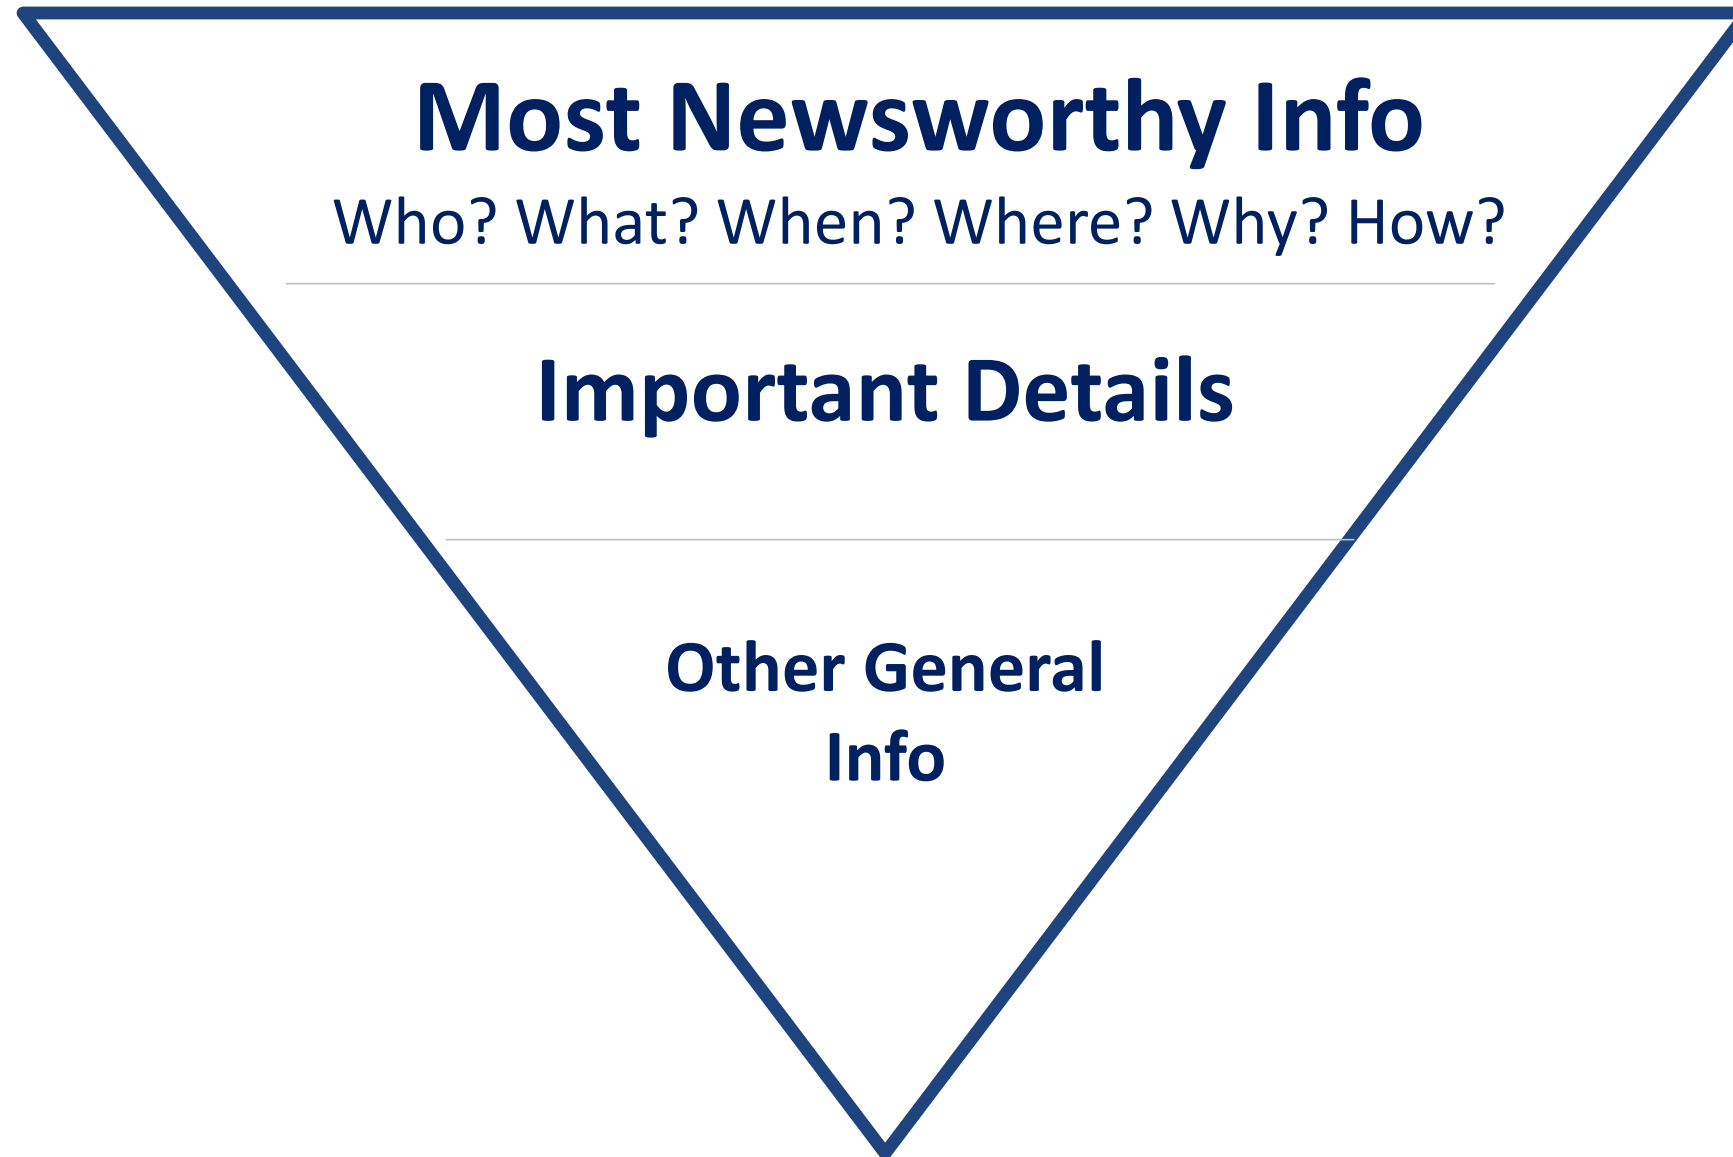 Most Newsworthy Info
Who? What? When? Where? Why? How?
Important Details
Other General
Info